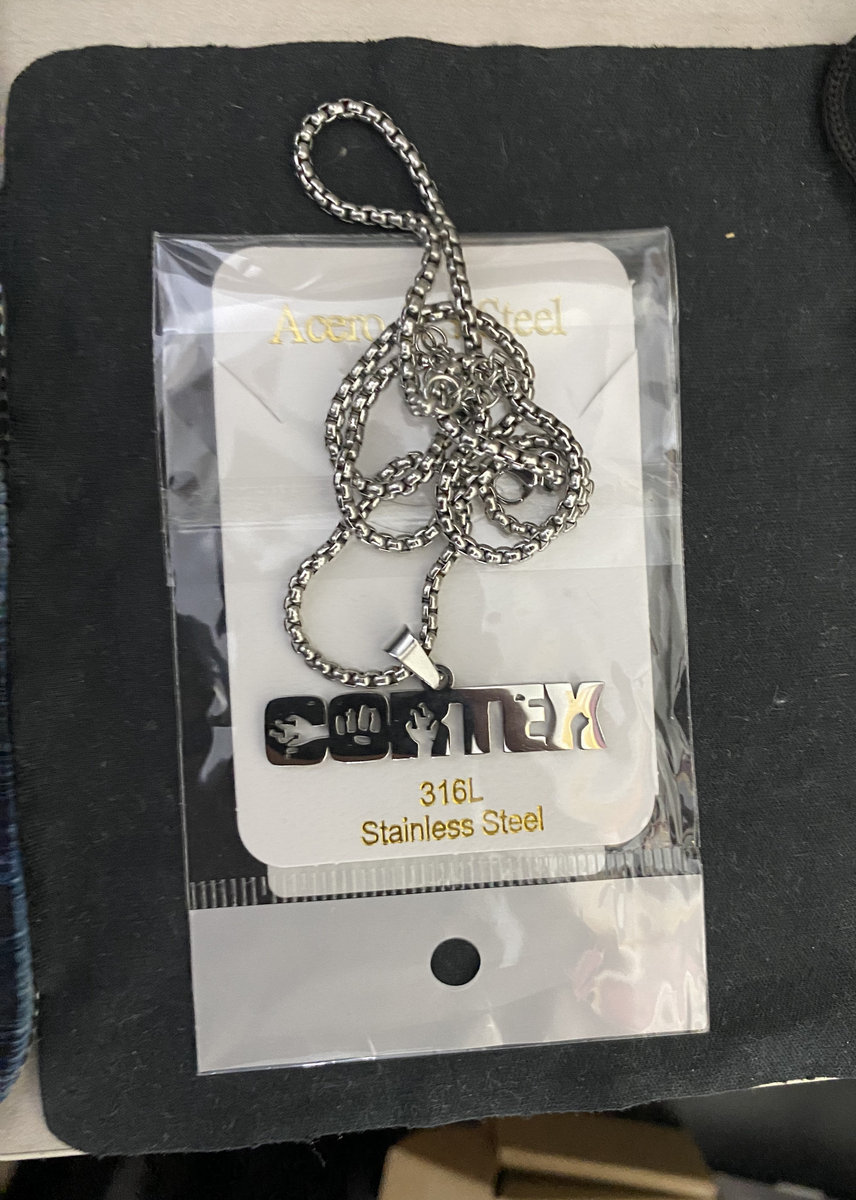 Acero Steel
CORTEX
316L
Stainless Steel